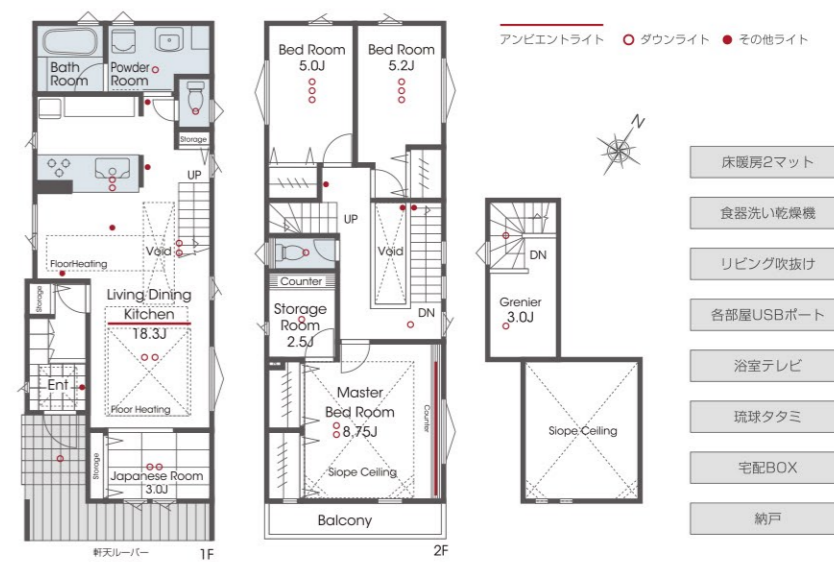 Bath
Room
Powder
Room
Storage
UP
Void
FloorHeating
Storage
Living Dining
Kitchen
18.3J
Ent
Floor Heating
Storage
Japanese Room
3.0J
軒天ルーバー
1F
Bed Room
5.0J
Bed Room
5.2J
UP
Void
Counter
Storage
Room
2.5J
DN
Master
Bed Room
8.75J
Counter
Siope Ceiling
Balcony
2F
アンビエントライト ダウンライト その他ライト
N
DN
Grenier
3.0J
Siope Ceiling
床暖房2マット
食器洗い乾燥機
リビング吹抜け
各部屋USBポート
浴室テレビ
琉球タタミ
宅配BOX
納戸